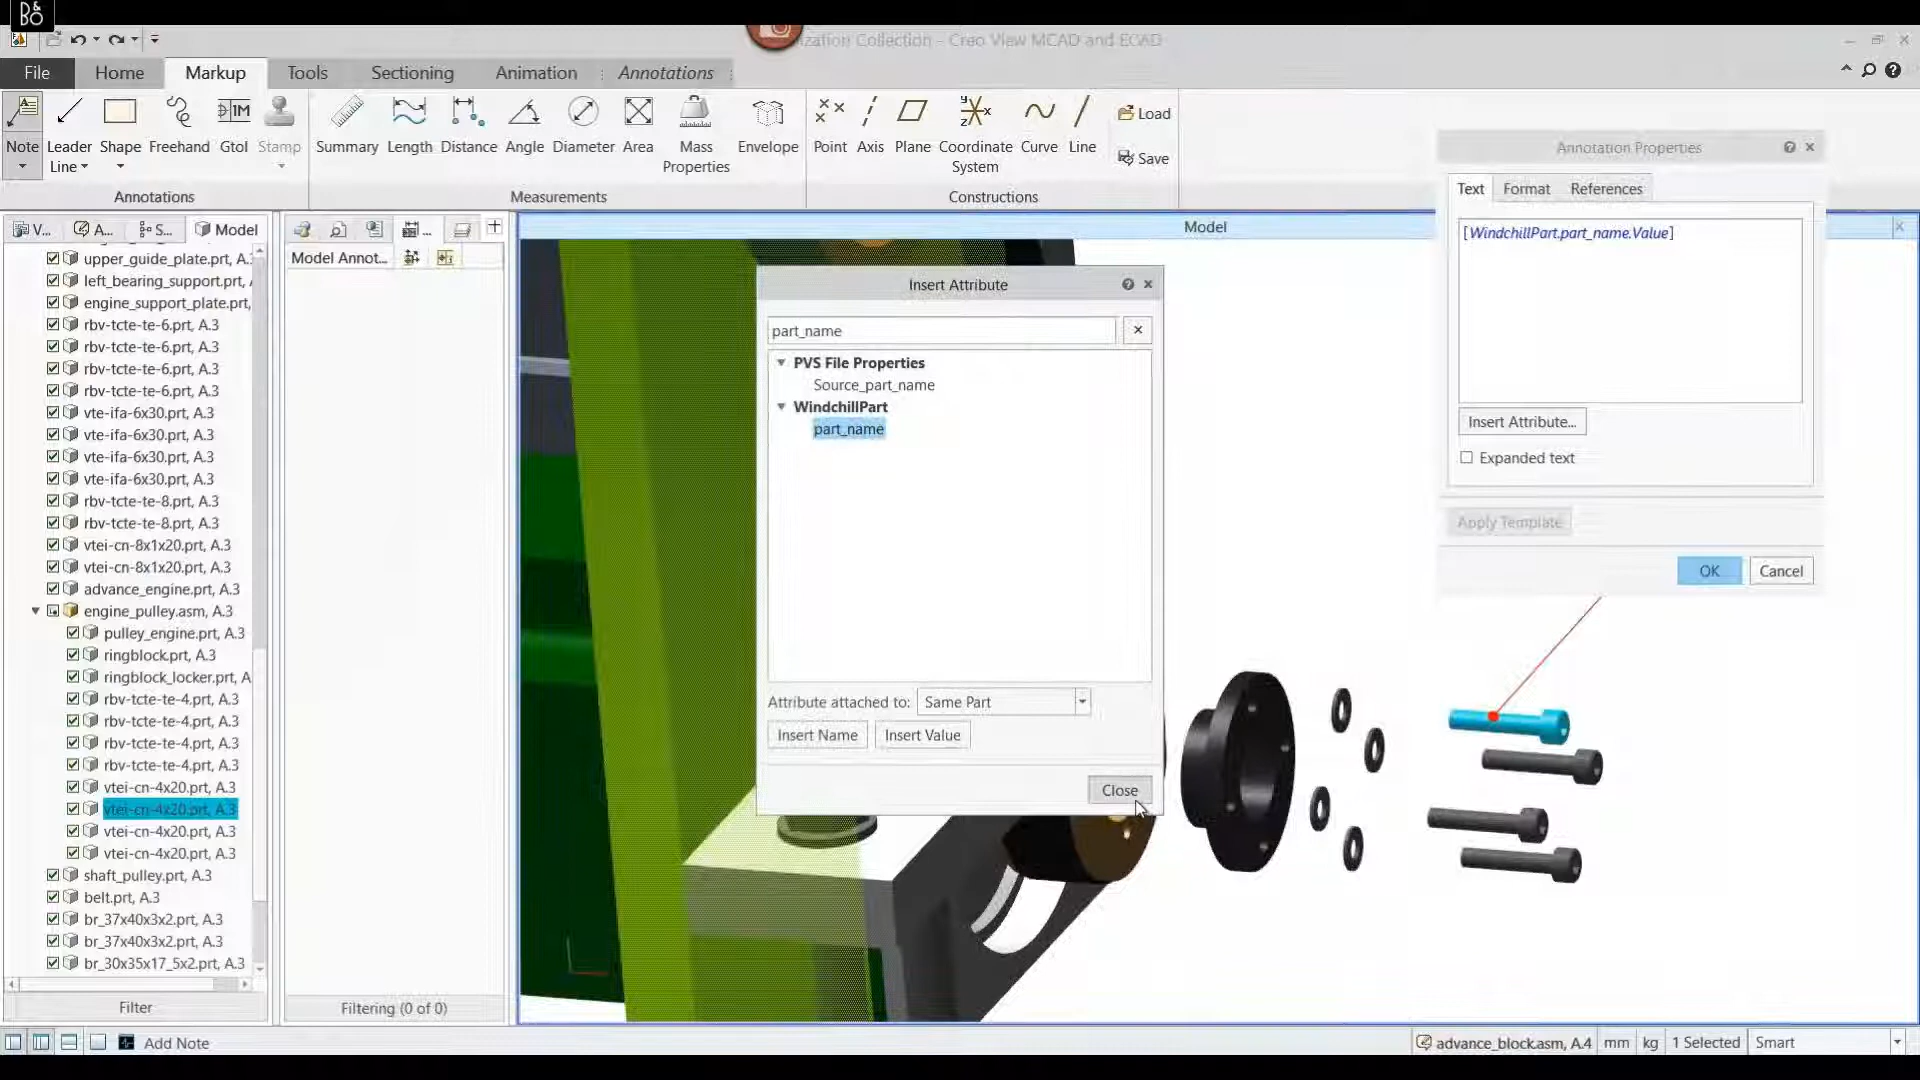 B&O
ization Collection - Creo View MCAD and ECAD
File
Home
Markup
Tools
Sectioning
Animation
Annotations
Note
Leader Line
Shape
Freehand
Gtol
Stamp
Summary
Length
Distance
Angle
Diameter
Area
Mass Properties
Envelope
Point
Axis
Plane
Coordinate System
Curve
Line
Load
Save
Annotations
Measurements
Constructions
V...
A...
S...
Model
upper_guide_plate.prt, A.
left_bearing_support.prt,
engine_support_plate.prt,
rbv-tcte-te-6.prt, A.3
rbv-tcte-te-6.prt, A.3
rbv-tcte-te-6.prt, A.3
rbv-tcte-te-6.prt, A.3
vte-ifa-6x30.prt, A.3
vte-ifa-6x30.prt, A.3
vte-ifa-6x30.prt, A.3
vte-ifa-6x30.prt, A.3
rbv-tcte-te-8.prt, A.3
rbv-tcte-te-8.prt, A.3
vtei-cn-8x1x20.prt, A.3
vtei-cn-8x1x20.prt, A.3
advance_engine.prt, A.3
engine_pulley.asm, A.3
pulley_engine.prt, A.3
ringblock.prt, A.3
ringblock_locker.prt, A
rbv-tcte-te-4.prt, A.3
rbv-tcte-te-4.prt, A.3
rbv-tcte-te-4.prt, A.3
rbv-tcte-te-4.prt, A.3
vtei-cn-4x20.prt, A.3
vtei-cn-4x20.prt, A.3
vtei-cn-4x20.prt, A.3
vtei-cn-4x20.prt, A.3
shaft_pulley.prt, A.3
belt.prt, A.3
br_37x40x3x2.prt, A.3
br_37x40x3x2.prt, A.3
br_30x35x17_5x2.prt, A.3
Filter
...
Model Annot...
Filtering (0 of 0)
Model
Insert Attribute
part_name
PVS File Properties
Source_part_name
WindchillPart
part_name
Attribute attached to: Same Part
Insert Name
Insert Value
Close
Annotation Properties
Text
Format
References
[WindchillPart.part_name.Value]
Insert Attribute...
Expanded text
Apply Template
OK
Cancel
Add Note
advance_block.asm, A.4
mm
kg
1 Selected
Smart